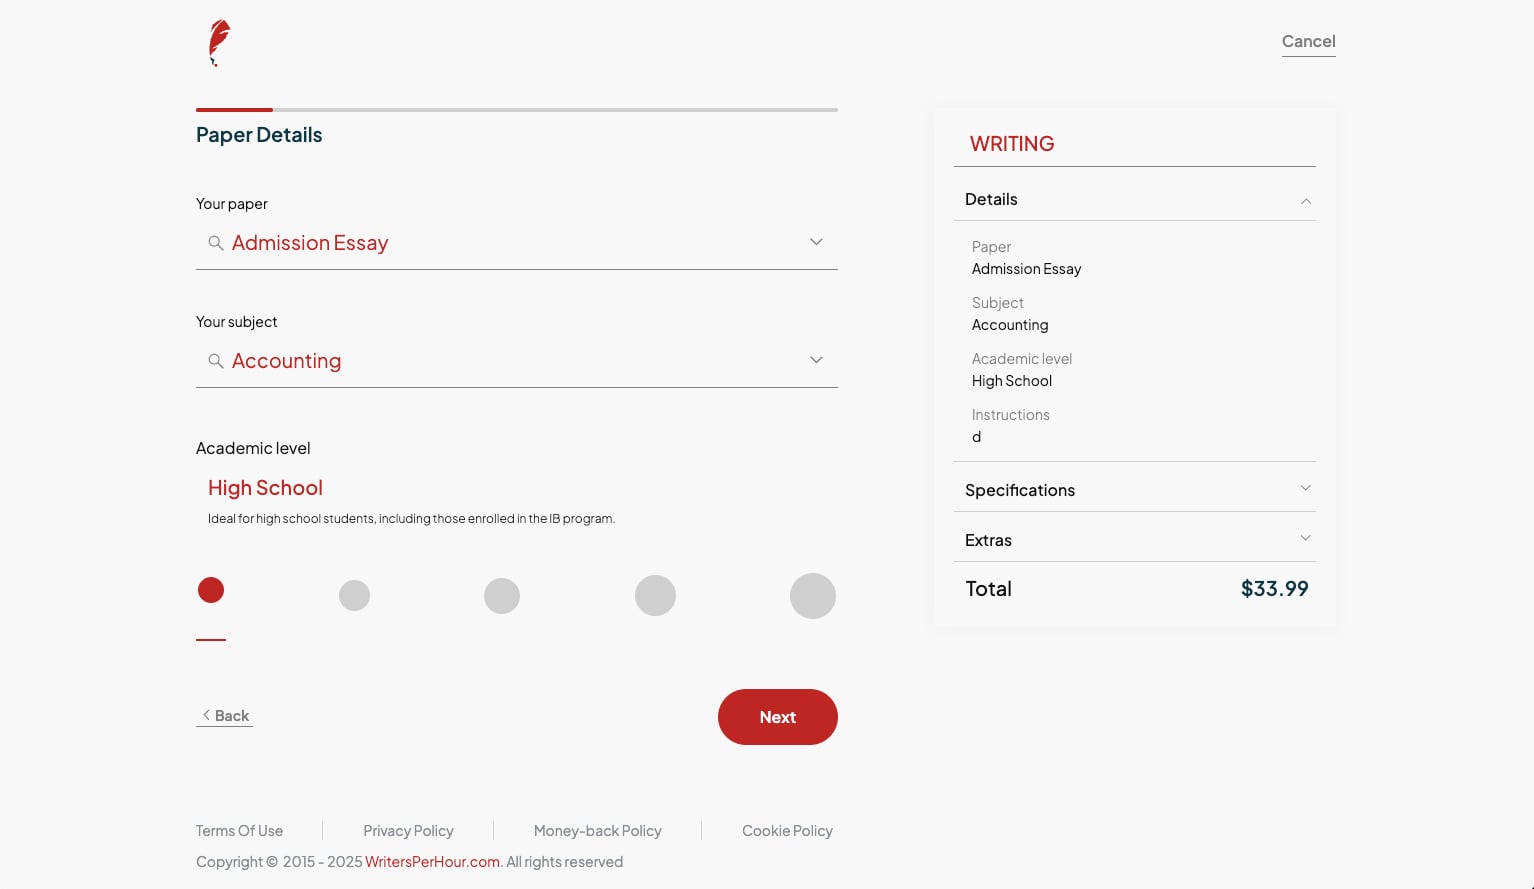 Cancel
Paper Details
Your paper
Admission Essay
Your subject
Accounting
Academic level
High School
Ideal for high school students, including those enrolled in the IB program.
Back
Next
WRITING
Details
Paper
Admission Essay
Subject
Accounting
Academic level
High School
Instructions
d
Specifications
Extras
Total $33.99
Terms Of Use Privacy Policy Money-back Policy Cookie Policy
Copyright © 2015 - 2025 WritersPerHour.com. All rights reserved